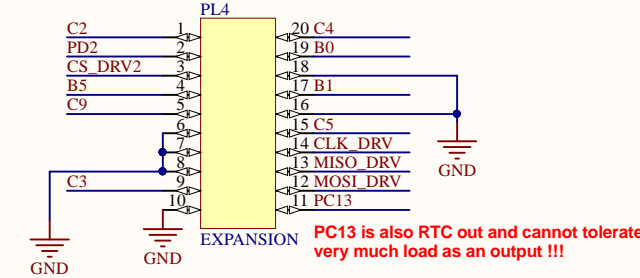 PL4
C2 1 20 C4
PD2 2 19 B0
CS_DRV2 3 18
B5 4 17 B1
C9 5 16
6 15 C5
7 14 CLK_DRV
8 13 MISO_DRV
C3 9 12 MOSI_DRV
10 11 PC13
GND
EXPANSION
PC13 is also RTC out and cannot tolerate
very much load as an output !!!
GND
GND